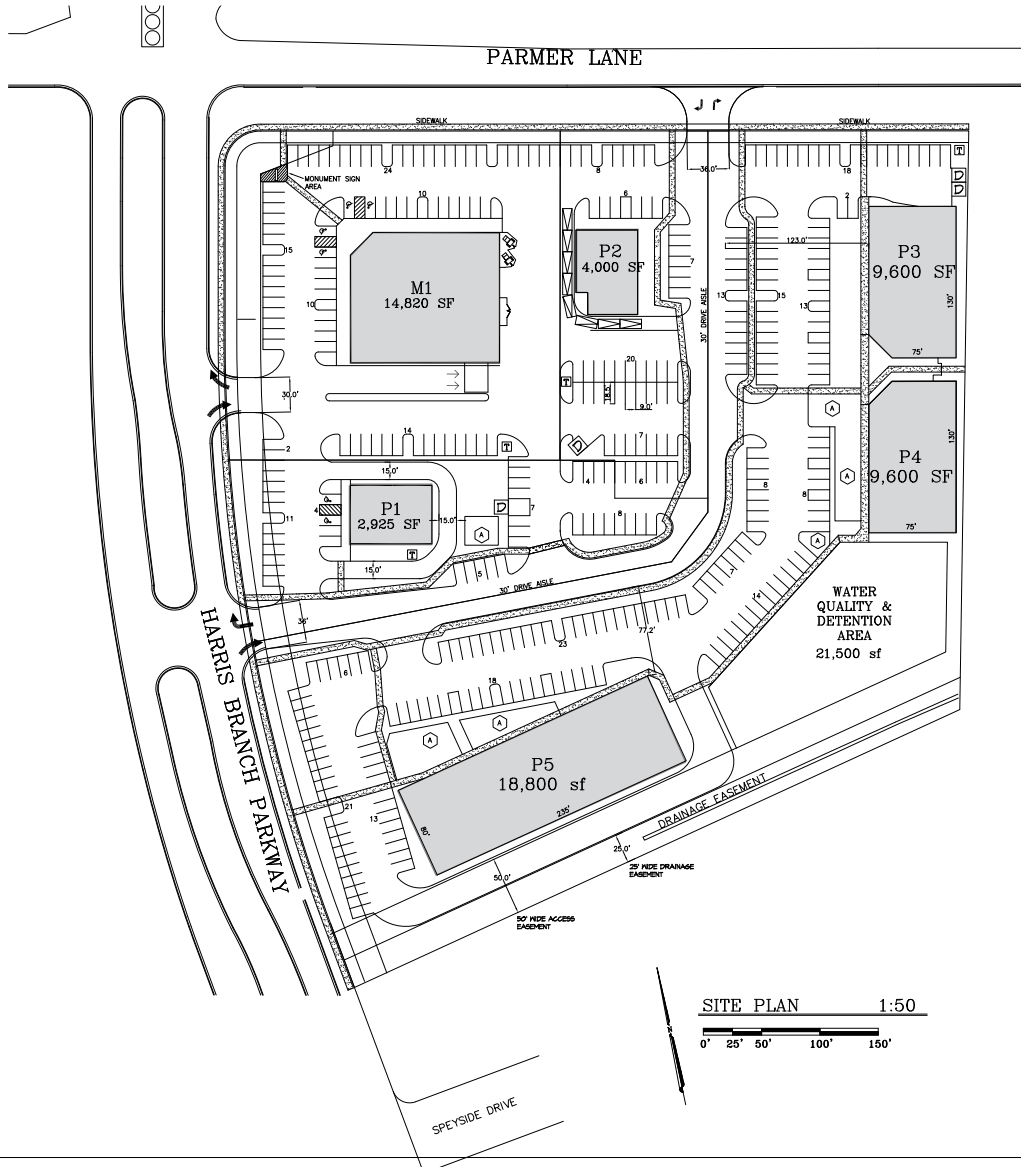 PARMER LANE
SIDEWALK
SIDEWALK
36.0'
T
D
D
MONUMENT SIGN
AREA
24
8
18
10
6
2
15
M1
14,820 SF
P2
4,000 SF
7
123.0'
P3
9,600 SF
130'
75'
10
13
15
13
30' DRIVE AISLE
30.0'
20
T
18.5'
9.0'
A
130'
P4
9,600 SF
75'
14
T
D
7
2
15.0'
4
6
8
8
A
11
4
P1
2,925 SF
15.0'
A
D
7
8
T
A
15.0'
5
30' DRIVE AISLE
7
14
WATER
QUALITY &
DETENTION
AREA
21,500 sf
36'
HARRIS BRANCH PARKWAY
6
23
77.2'
18
A
A
P5
18,800 sf
235'
80'
21
13
DRAINAGE EASEMENT
25.0'
25' WIDE DRAINAGE
EASEMENT
50.0'
50' WIDE ACCESS
EASEMENT
N
SITE PLAN 1:50
0' 25' 50' 100' 150'
SPEYSIDE DRIVE